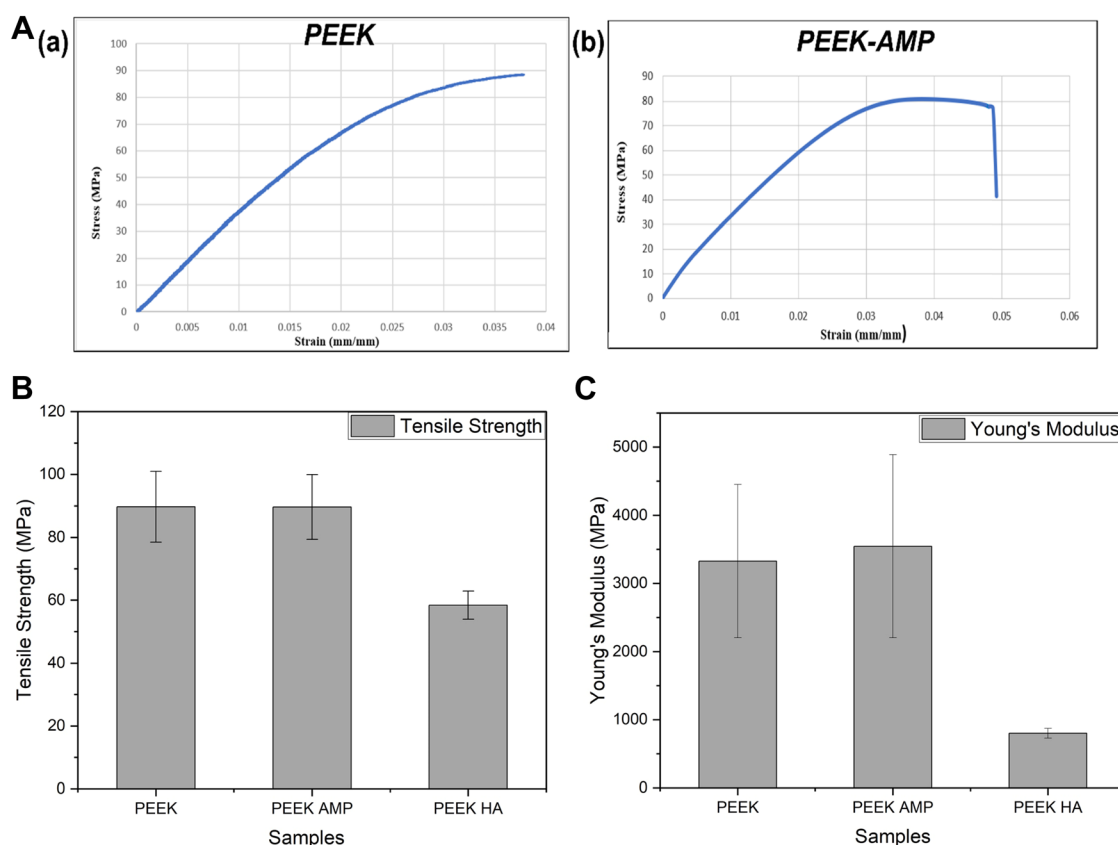 A
(a)
PEEK
100
90
80
70
60
50
40
30
20
10
0
Stress (MPa)
0 0.005 0.01 0.015 0.02 0.025 0.03 0.035 0.04
Strain (mm/mm)
(b)
PEEK-AMP
90
80
70
60
50
40
30
20
10
0
Stress (MPa)
0 0.01 0.02 0.03 0.04 0.05 0.06
Strain (mm/mm)
B
120
100
80
60
40
20
0
Tensile Strength (MPa)
Tensile Strength
PEEK PEEK AMP PEEK HA
Samples
C
5000
4000
3000
2000
1000
0
Young's Modulus (MPa)
Young's Modulus
PEEK PEEK AMP PEEK HA
Samples